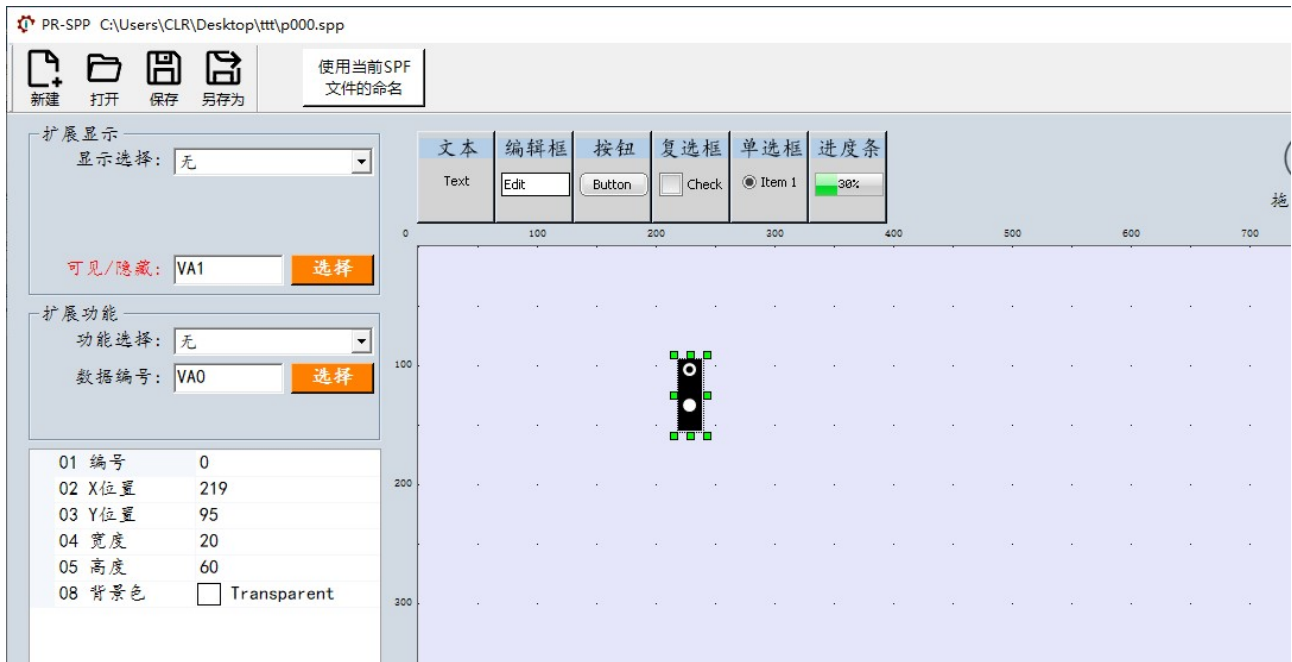 PR-SPP C:\Users\CLR\Desktop\ttt\p000.spp
新建 打开 保存 另存为
使用当前SPF
文件的命名
扩展显示
显示选择: 无
可见/隐藏: VA1 选择
扩展功能
功能选择: 无
数据编号: VA0 选择
01 编号 0
02 X位置 219
03 Y位置 95
04 宽度 20
05 高度 60
08 背景色 Transparent
文本 编辑框 按钮 复选框 单选框 进度条
Text Edit Button Check Item 1 30%
拖
0 100 200 300 400 500 600 700
100
200
300